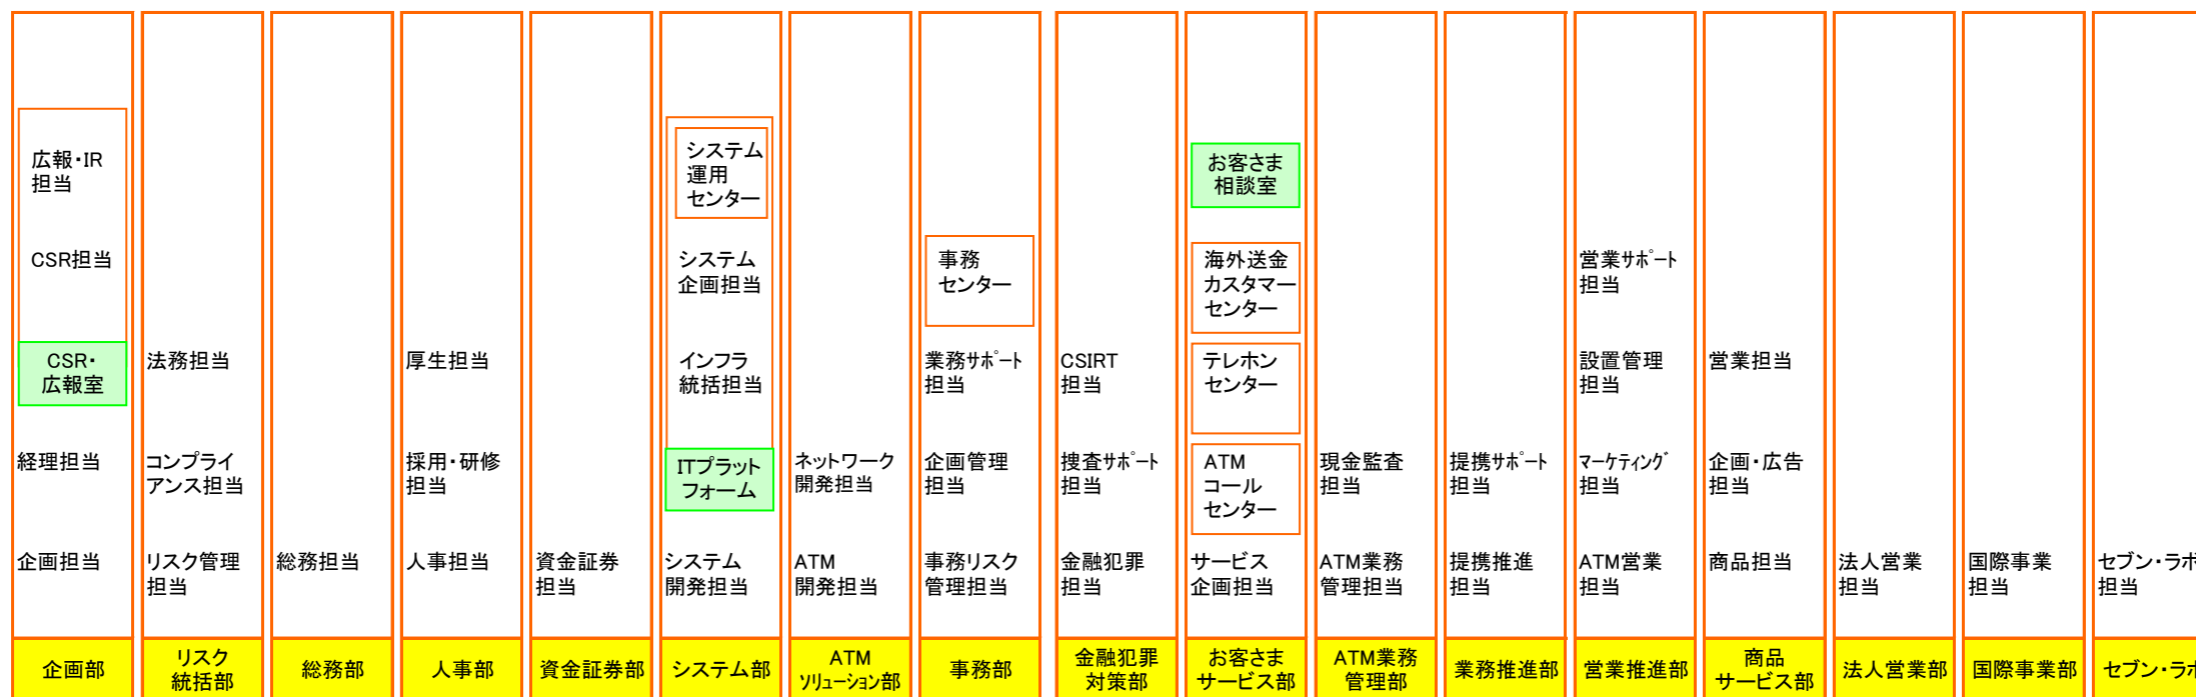 広報・IR
担当
CSR担当
CSR・
広報室
経理担当
企画担当
企画部
法務担当
コンプライ
アンス担当
リスク管理
担当
リスク
統括部
総務担当
総務部
厚生担当
採用・研修
担当
人事担当
人事部
資金証券
担当
資金証券部
システム
運用
センター
システム
企画担当
インフラ
統括担当
ITプラット
フォーム
システム
開発担当
システム部
ネットワーク
開発担当
ATM
開発担当
ATM
ソリューション部
事務
センター
業務サポート
担当
企画管理
担当
事務リスク
管理担当
事務部
CSIRT
担当
捜査サポート
担当
金融犯罪
担当
金融犯罪
対策部
お客さま
相談室
海外送金
カスタマー
センター
テレホン
センター
ATM
コール
センター
サービス
企画担当
お客さま
サービス部
現金監査
担当
ATM業務
管理担当
ATM業務
管理部
提携サポート
担当
提携推進
担当
業務推進部
営業サポート
担当
設置管理
担当
マーケティング
担当
ATM営業
担当
営業推進部
営業担当
企画・広告
担当
商品担当
商品
サービス部
法人営業
担当
法人営業部
国際事業
担当
国際事業部
セブン・ラボ
担当
セブン・ラボ